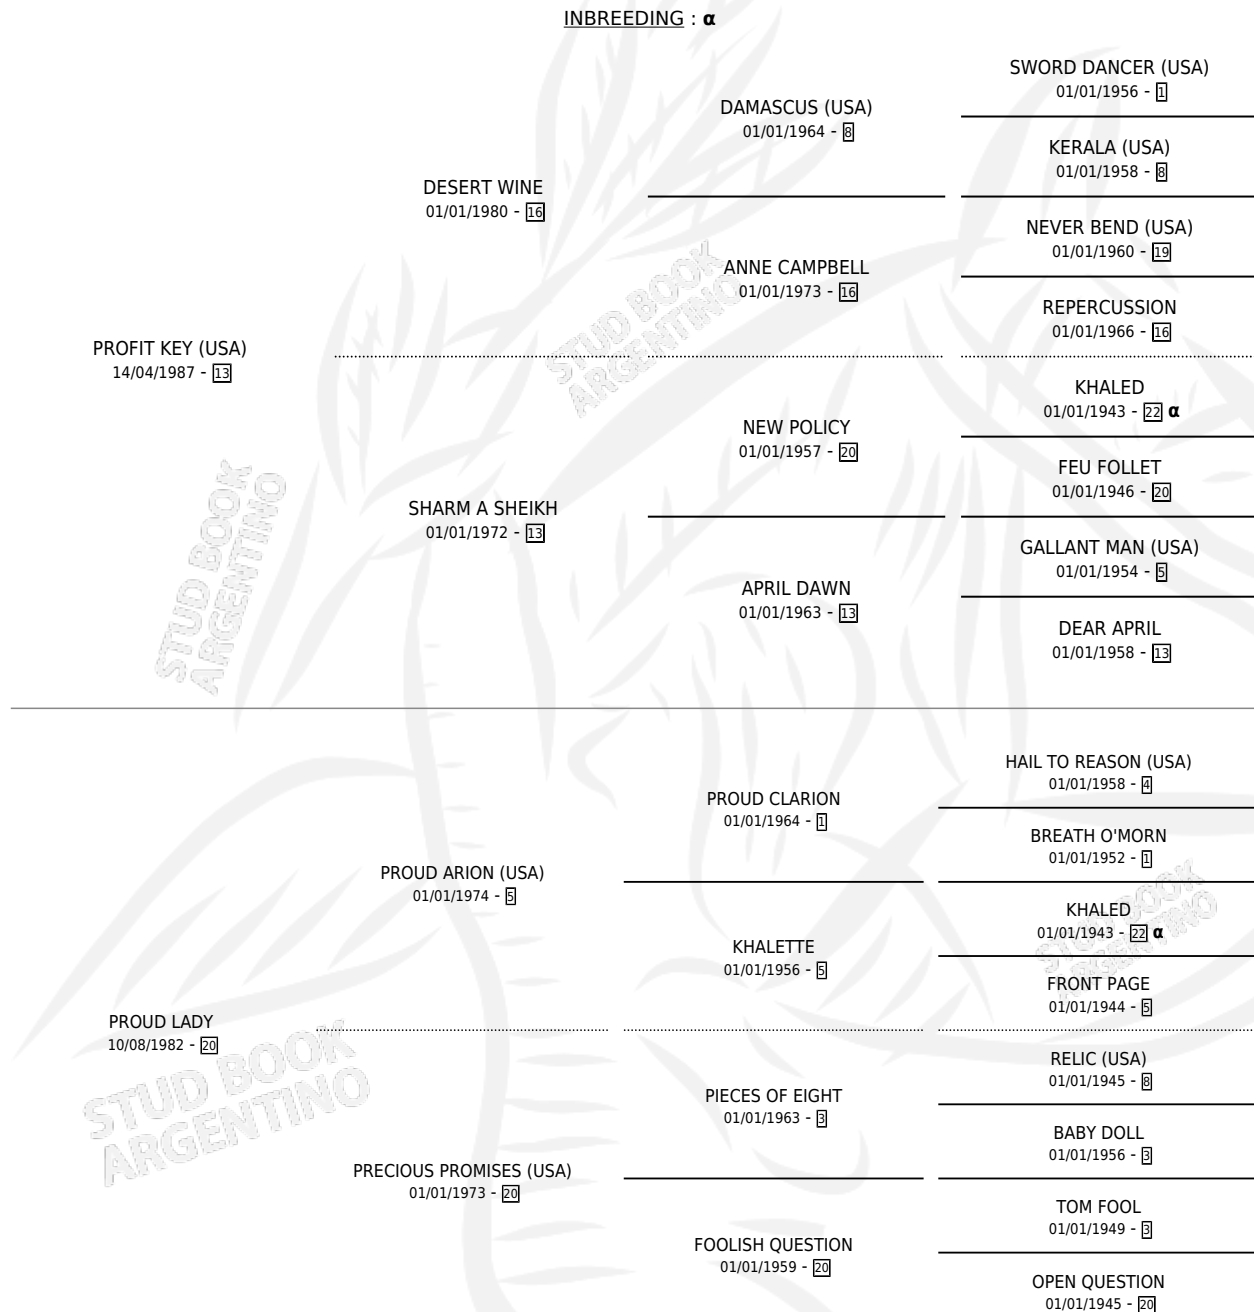 INBREEDING : α
SWORD DANCER (USA)
01/01/1956 - 1
DAMASCUS (USA)
01/01/1964 - 8
KERALA (USA)
01/01/1958 - 8
DESERT WINE
01/01/1980 - 16
NEVER BEND (USA)
01/01/1960 - 19
ANNE CAMPBELL
01/01/1973 - 16
REPERCUSSION
01/01/1966 - 16
PROFIT KEY (USA)
14/04/1987 - 13
KHALED
01/01/1943 - 22 α
NEW POLICY
01/01/1957 - 20
FEU FOLLET
01/01/1946 - 20
SHARM A SHEIKH
01/01/1972 - 13
GALLANT MAN (USA)
01/01/1954 - 5
APRIL DAWN
01/01/1963 - 13
DEAR APRIL
01/01/1958 - 13
HAIL TO REASON (USA)
01/01/1958 - 4
PROUD CLARION
01/01/1964 - 1
BREATH O'MORN
01/01/1952 - 1
PROUD ARION (USA)
01/01/1974 - 5
KHALED
01/01/1943 - 22 α
KHALETTE
01/01/1956 - 5
FRONT PAGE
01/01/1944 - 5
PROUD LADY
10/08/1982 - 20
RELIC (USA)
01/01/1945 - 8
PIECES OF EIGHT
01/01/1963 - 3
BABY DOLL
01/01/1956 - 3
PRECIOUS PROMISES (USA)
01/01/1973 - 20
TOM FOOL
01/01/1949 - 3
FOOLISH QUESTION
01/01/1959 - 20
OPEN QUESTION
01/01/1945 - 20
STUD BOOK
ARGENTINO
STUD BOOK
ARGENTINO
STUD BOOK
ARGENTINO
STUD BOOK
ARGENTINO